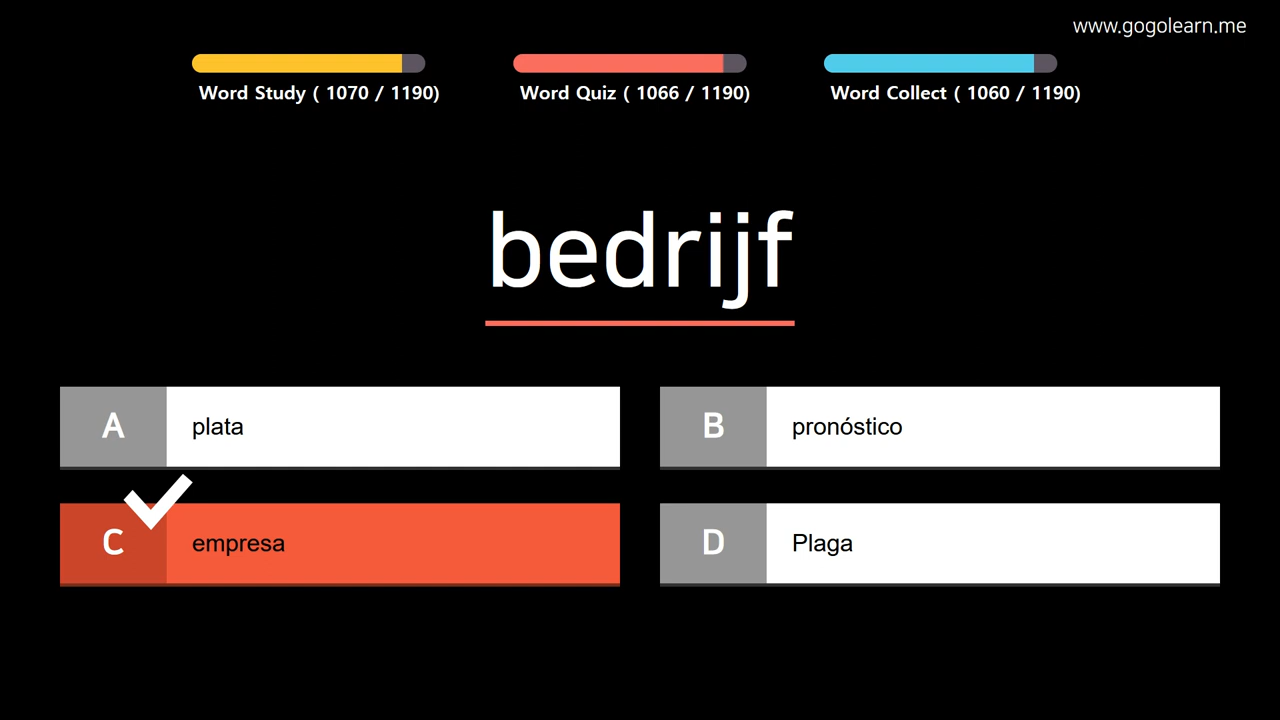 www.gogolearn.me
Word Study ( 1070 / 1190)
Word Quiz ( 1066 / 1190)
Word Collect ( 1060 / 1190)
bedrijf
A plata
B pronóstico
C empresa
D Plaga